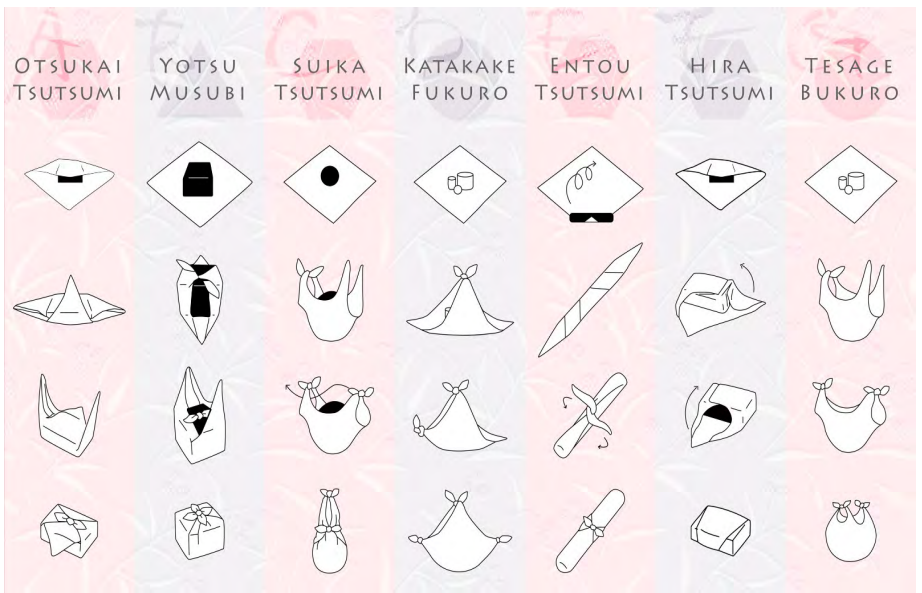 OTSUKAI
TSUTSUMI
YOTSU
MUSUBI
SUIKA
TSUTSUMI
KATAKAKE
FUKURO
ENTOU
TSUTSUMI
HIRA
TSUTSUMI
TESAGE
BUKURO